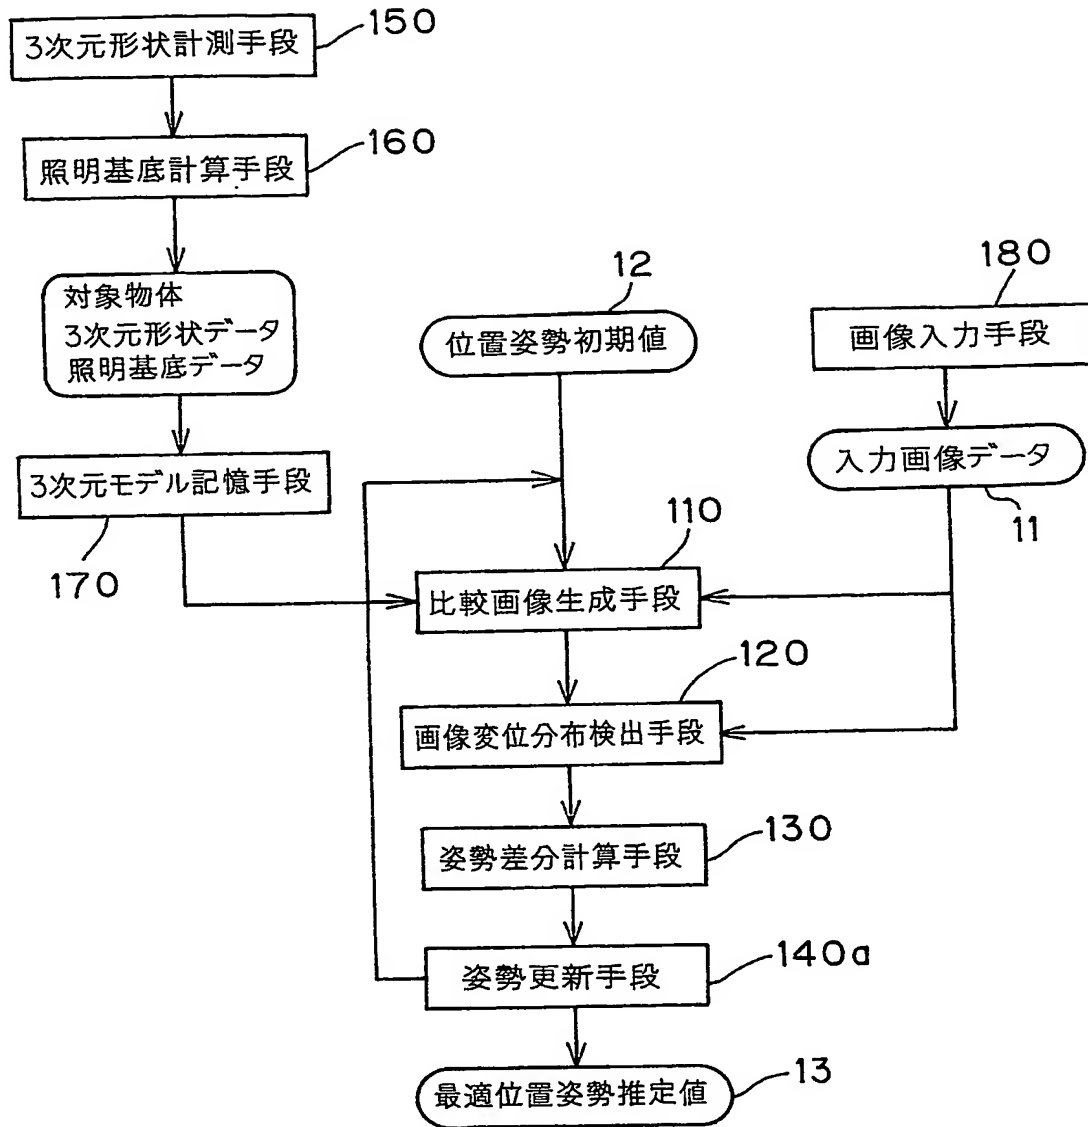 3次元形状計測手段
150
照明基底計算手段
160
対象物体
3次元形状データ
照明基底データ
3次元モデル記憶手段
170
12
位置姿勢初期値
180
画像入力手段
入力画像データ
11
110
比較画像生成手段
120
画像変位分布検出手段
130
姿勢差分計算手段
140a
姿勢更新手段
13
最適位置姿勢推定値